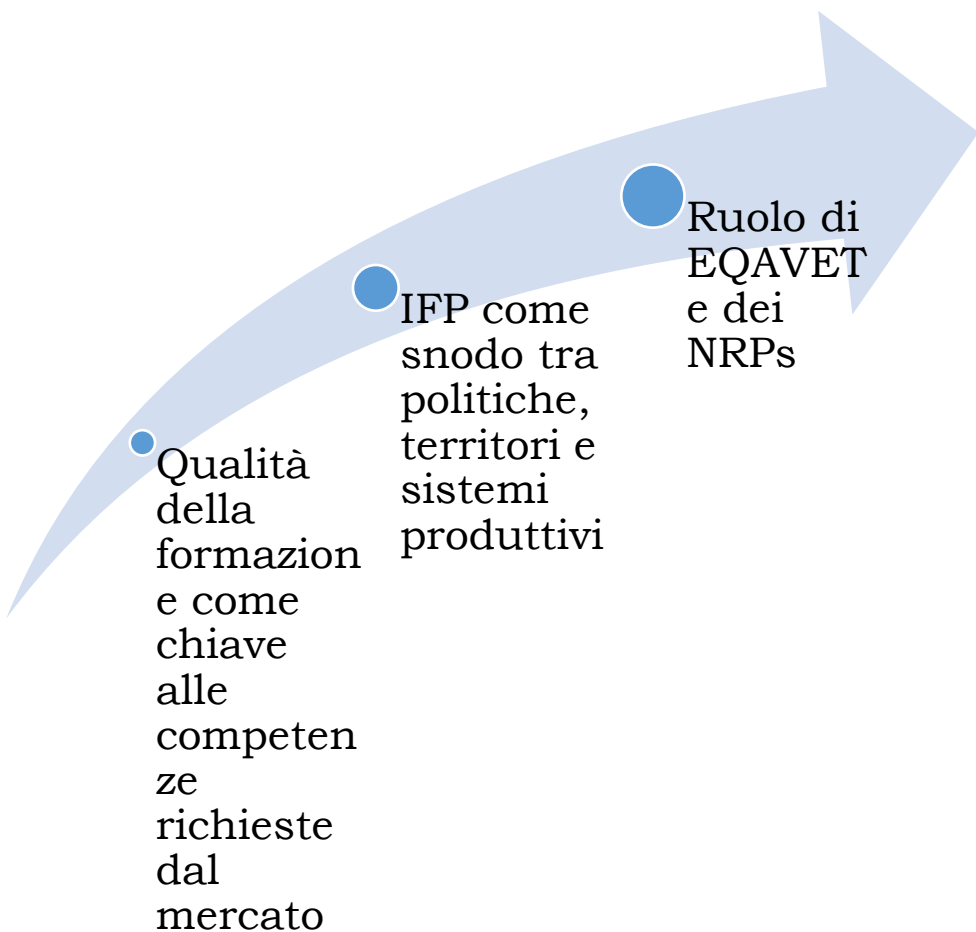 Qualità
della
formazion
e come
chiave
alle
competen
ze
richieste
dal
mercato
IFP come
snodo tra
politiche,
territori e
sistemi
produttivi
Ruolo di
EQAVET
e dei
NRPs